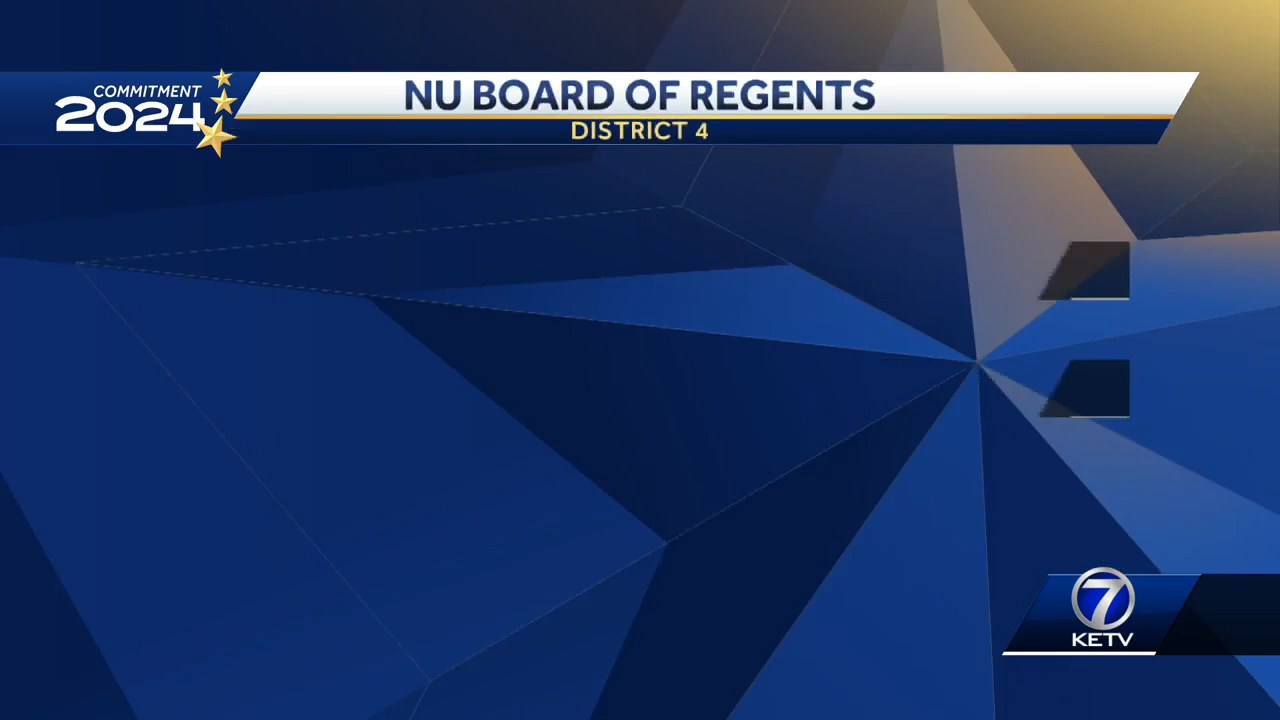 COMMITMENT
2024
NU BOARD OF REGENTS
DISTRICT 4
7
KETV